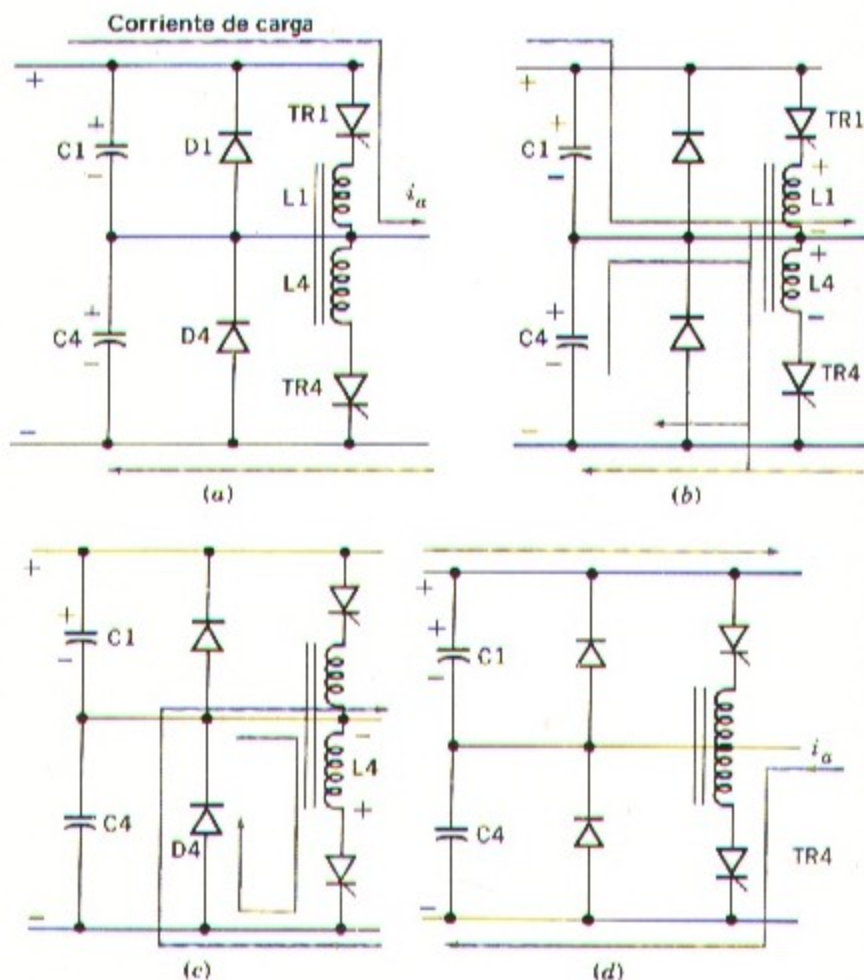 Corriente de carga
+
+
TR1
TR1
C1
+
−
D1
L1
i_a
C1
+
−
+
L1
−
C4
+
−
D4
L4
TR4
C4
+
−
+
L4
−
TR4
−
−
(a)
(b)
+
+
C1
−
+
+
C1
−
−
L4
+
i_a
C4
D4
C4
TR4
−
−
(c)
(d)